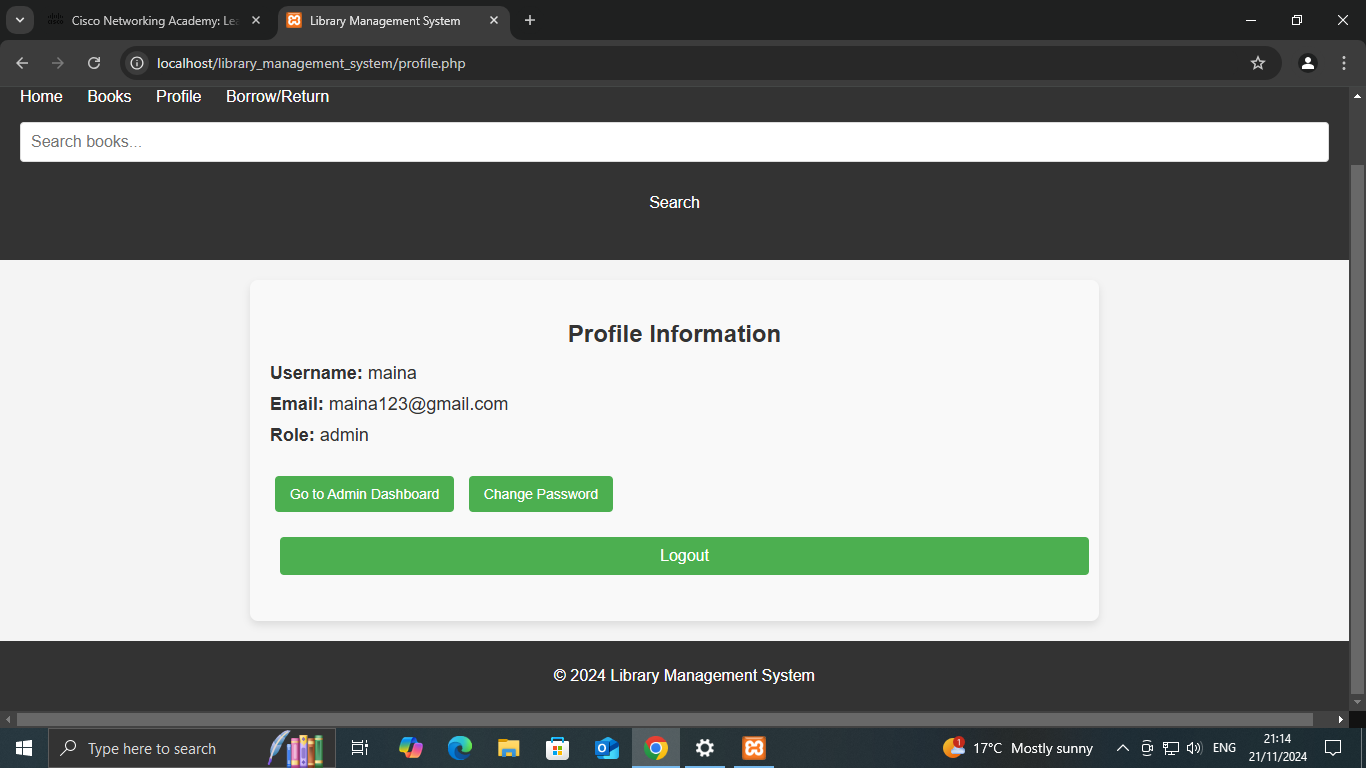 Cisco Networking Academy: Lea
Library Management System
localhost/library_management_system/profile.php
Home Books Profile Borrow/Return
Search books...
Search
Profile Information
Username: maina
Email: maina123@gmail.com
Role: admin
Go to Admin Dashboard Change Password
Logout
© 2024 Library Management System
Type here to search
1
17°C Mostly sunny
ENG
21:14
21/11/2024